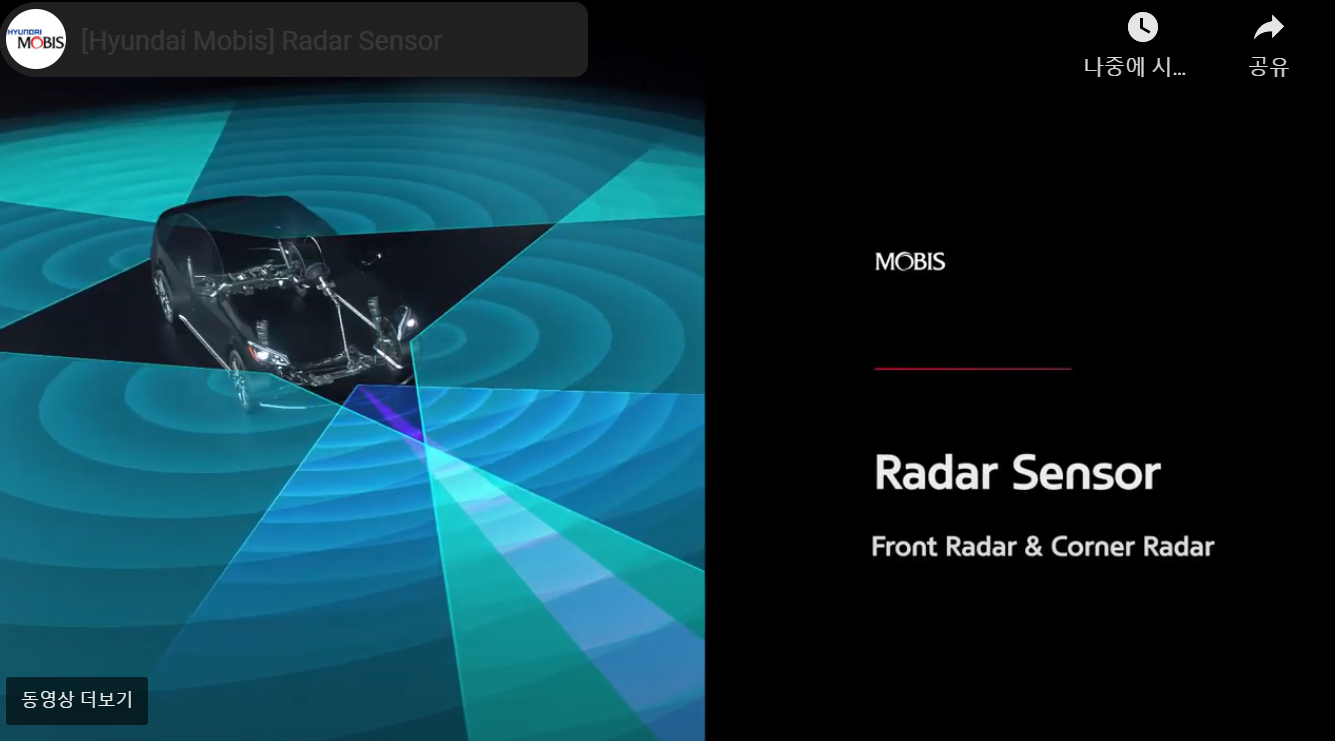 HYUNDAI
MOBIS
[Hyundai Mobis] Radar Sensor
나중에 시...
공유
MOBIS
Radar Sensor
Front Radar & Corner Radar
동영상 더보기